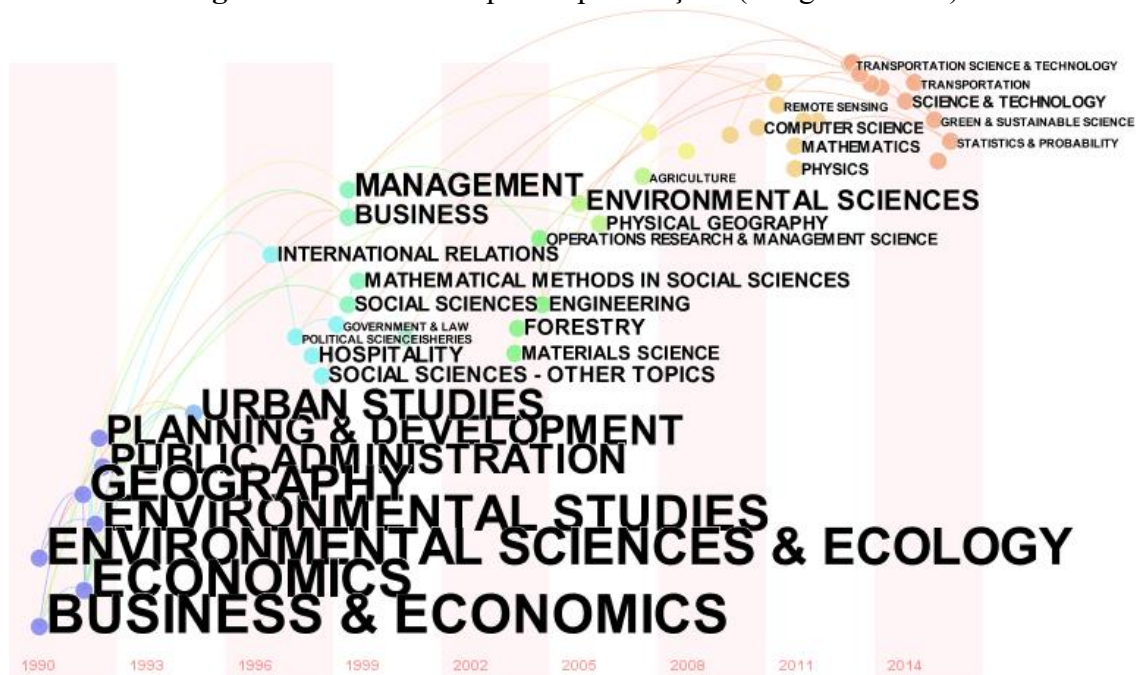 TRANSPORTATION SCIENCE & TECHNOLOGY
TRANSPORTATION
REMOTE SENSING
SCIENCE & TECHNOLOGY
GREEN & SUSTAINABLE SCIENCE
COMPUTER SCIENCE
STATISTICS & PROBABILITY
MATHEMATICS
PHYSICS
AGRICULTURE
MANAGEMENT
ENVIRONMENTAL SCIENCES
BUSINESS
PHYSICAL GEOGRAPHY
OPERATIONS RESEARCH & MANAGEMENT SCIENCE
INTERNATIONAL RELATIONS
MATHEMATICAL METHODS IN SOCIAL SCIENCES
SOCIAL SCIENCES
ENGINEERING
GOVERNMENT & LAW
FORESTRY
POLITICAL SCIENCE
HOSPITALITY
MATERIALS SCIENCE
SOCIAL SCIENCES - OTHER TOPICS
URBAN STUDIES
PLANNING & DEVELOPMENT
PUBLIC ADMINISTRATION
GEOGRAPHY
ENVIRONMENTAL STUDIES
ENVIRONMENTAL SCIENCES & ECOLOGY
ECONOMICS
BUSINESS & ECONOMICS
1990 1993 1996 1999 2002 2005 2008 2011 2014